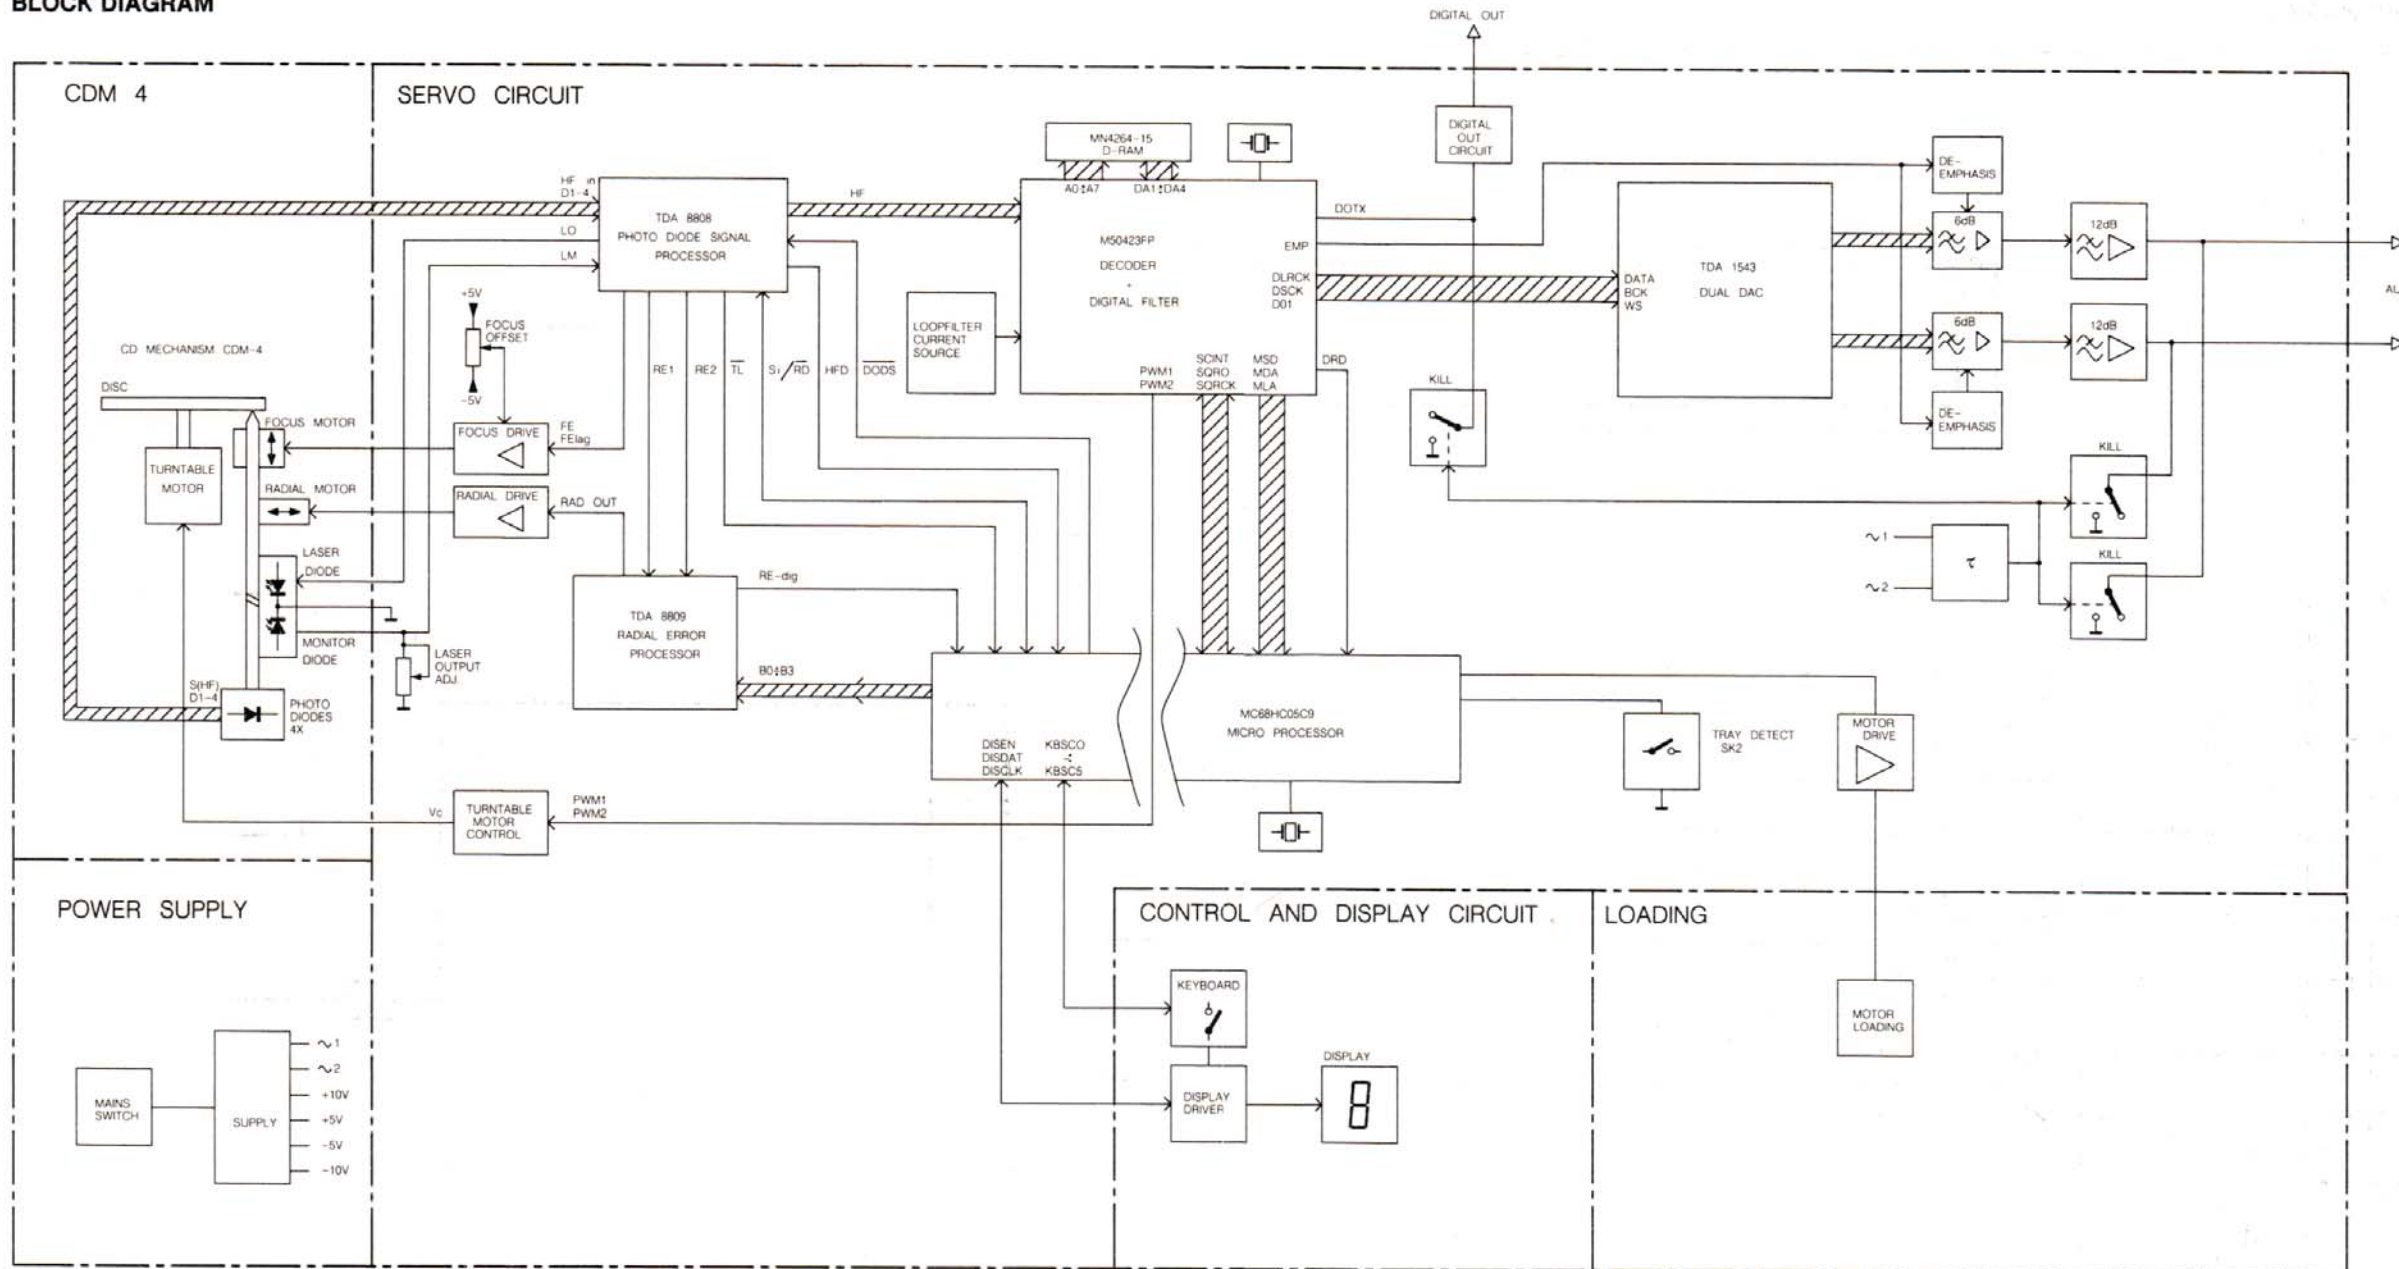 BLOCK DIAGRAM
DIGITAL OUT
CDM 4
SERVO CIRCUIT
DIGITAL
OUT
CIRCUIT
MN4264-15
D-RAM
A0÷A7
DA1÷DA4
HF in
D1-4
TDA 8808
PHOTO DIODE SIGNAL
PROCESSOR
HF
LO
LM
M50423FP
DECODER
+
DIGITAL FILTER
DOTX
EMP
DLRCK
DSCK
D01
PWM1
PWM2
SCINT
SQRO
SQRCK
MSD
MDA
MLA
DRD
DATA
BCK
WS
TDA 1543
DUAL DAC
DE-
EMPHASIS
6dB
12dB
6dB
12dB
DE-
EMPHASIS
AU
KILL
KILL
KILL
~1
~2
τ
+5V
FOCUS
OFFSET
-5V
LOOPFILTER
CURRENT
SOURCE
RE1
RE2
TL
Si/RD
HFD
DODS
CD MECHANISM CDM-4
DISC
FOCUS MOTOR
TURNTABLE
MOTOR
RADIAL MOTOR
FOCUS DRIVE
FE
FElag
RADIAL DRIVE
RAD OUT
LASER
DIODE
MONITOR
DIODE
LASER
OUTPUT
ADJ.
S(HF)
D1-4
PHOTO
DIODES
4X
TDA 8809
RADIAL ERROR
PROCESSOR
RE-dig
B0÷B3
DISEN
DISDAT
DISCLK
KBSC0
÷
KBSC5
MC68HC05C9
MICRO PROCESSOR
TRAY DETECT
SK2
MOTOR
DRIVE
Vc
TURNTABLE
MOTOR
CONTROL
PWM1
PWM2
POWER SUPPLY
CONTROL AND DISPLAY CIRCUIT
LOADING
KEYBOARD
DISPLAY
DISPLAY
DRIVER
8
MOTOR
LOADING
MAINS
SWITCH
SUPPLY
~1
~2
+10V
+5V
-5V
-10V